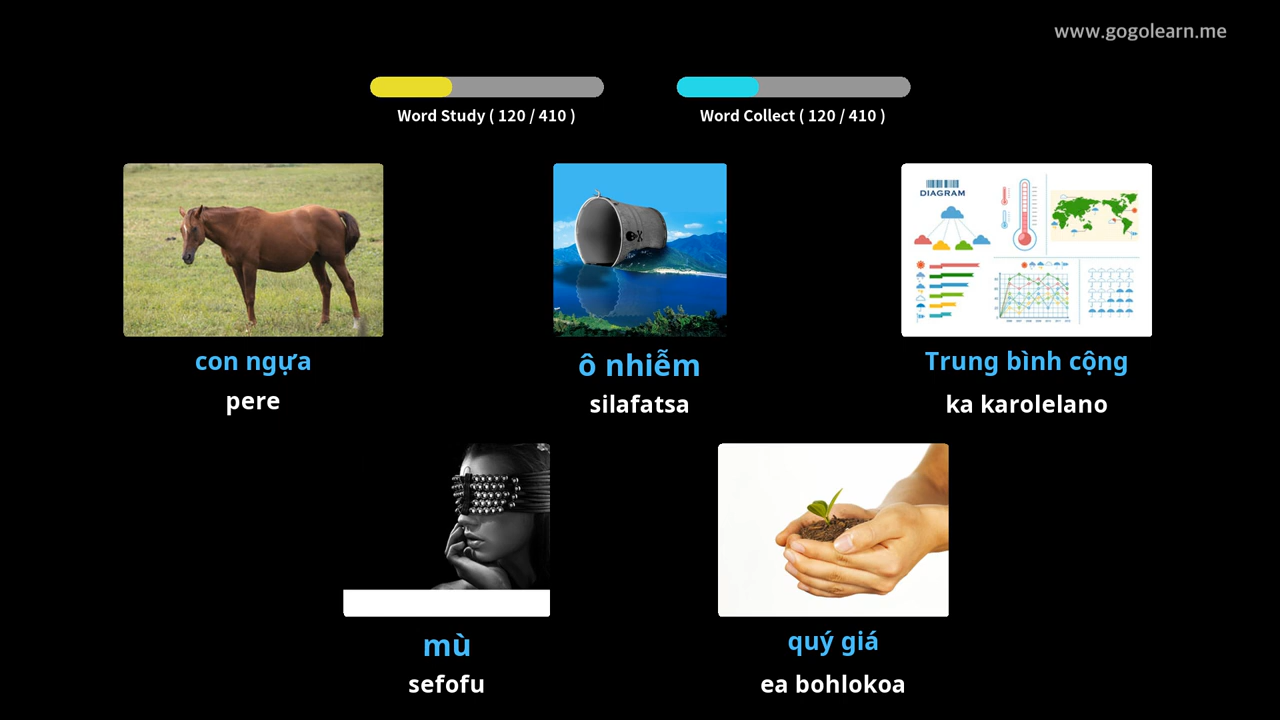 www.gogolearn.me
Word Study ( 120 / 410 )
Word Collect ( 120 / 410 )
DIAGRAM
con ngựa
pere
ô nhiễm
silafatsa
Trung bình cộng
ka karolelano
mù
sefofu
quý giá
ea bohlokoa